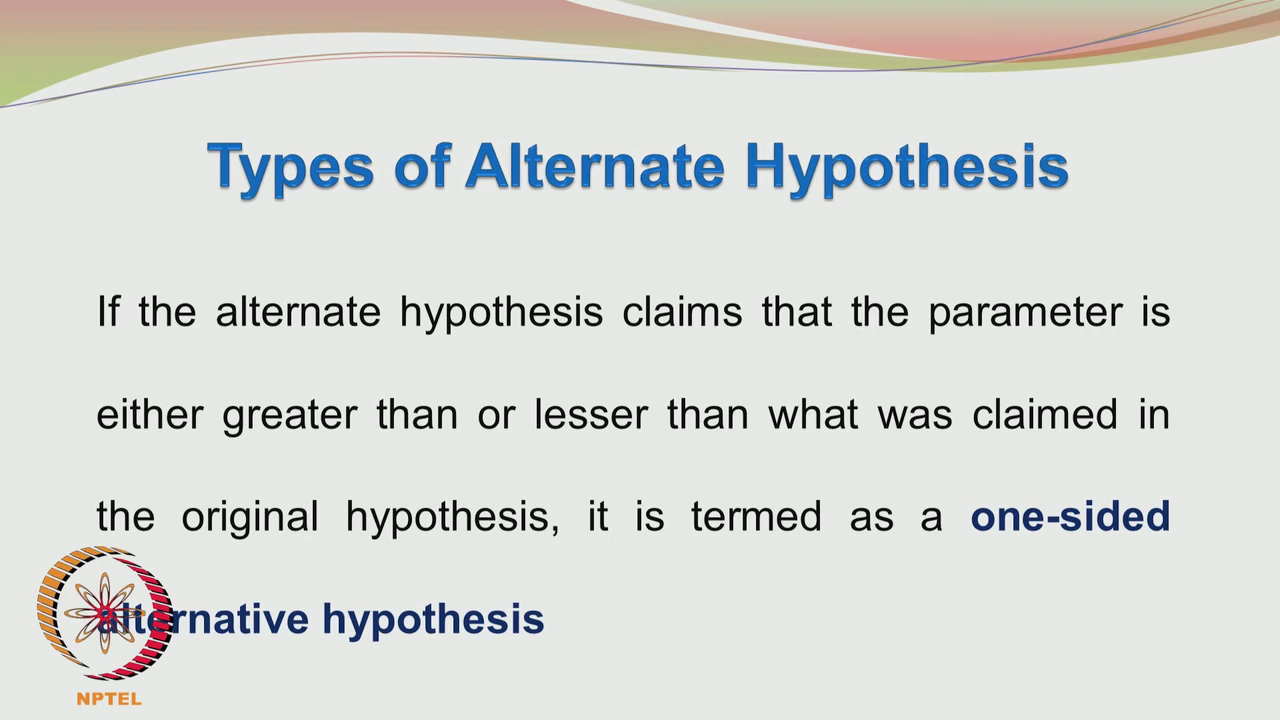 Types of Alternate Hypothesis
If the alternate hypothesis claims that the parameter is
either greater than or lesser than what was claimed in
the original hypothesis, it is termed as a one-sided
alternative hypothesis
NPTEL